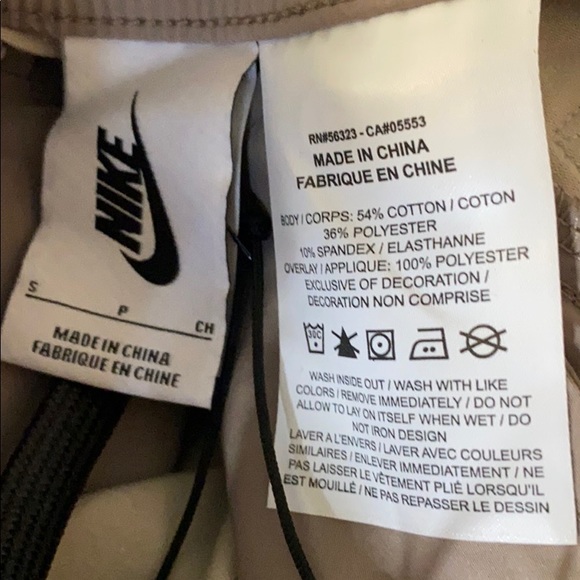 NIKE
S P CH
MADE IN CHINA
FABRIQUE EN CHINE
RN#56323 - CA#05553
MADE IN CHINA
FABRIQUE EN CHINE
BODY / CORPS: 54% COTTON / COTON
36% POLYESTER
10% SPANDEX / ELASTHANNE
OVERLAY / APPLIQUE: 100% POLYESTER
EXCLUSIVE OF DECORATION /
DECORATION NON COMPRISE
30C
WASH INSIDE OUT / WASH WITH LIKE
COLORS / REMOVE IMMEDIATELY / DO NOT
ALLOW TO LAY ON ITSELF WHEN WET / DO
NOT IRON DESIGN
LAVER A L'ENVERS / LAVER AVEC COULEURS
SIMILAIRES / ENLEVER IMMEDIATEMENT / NE
PAS LAISSER LE VÊTEMENT PLIÉ LORSQU'IL
EST MOUILLÉ / NE PAS REPASSER LE DESSIN